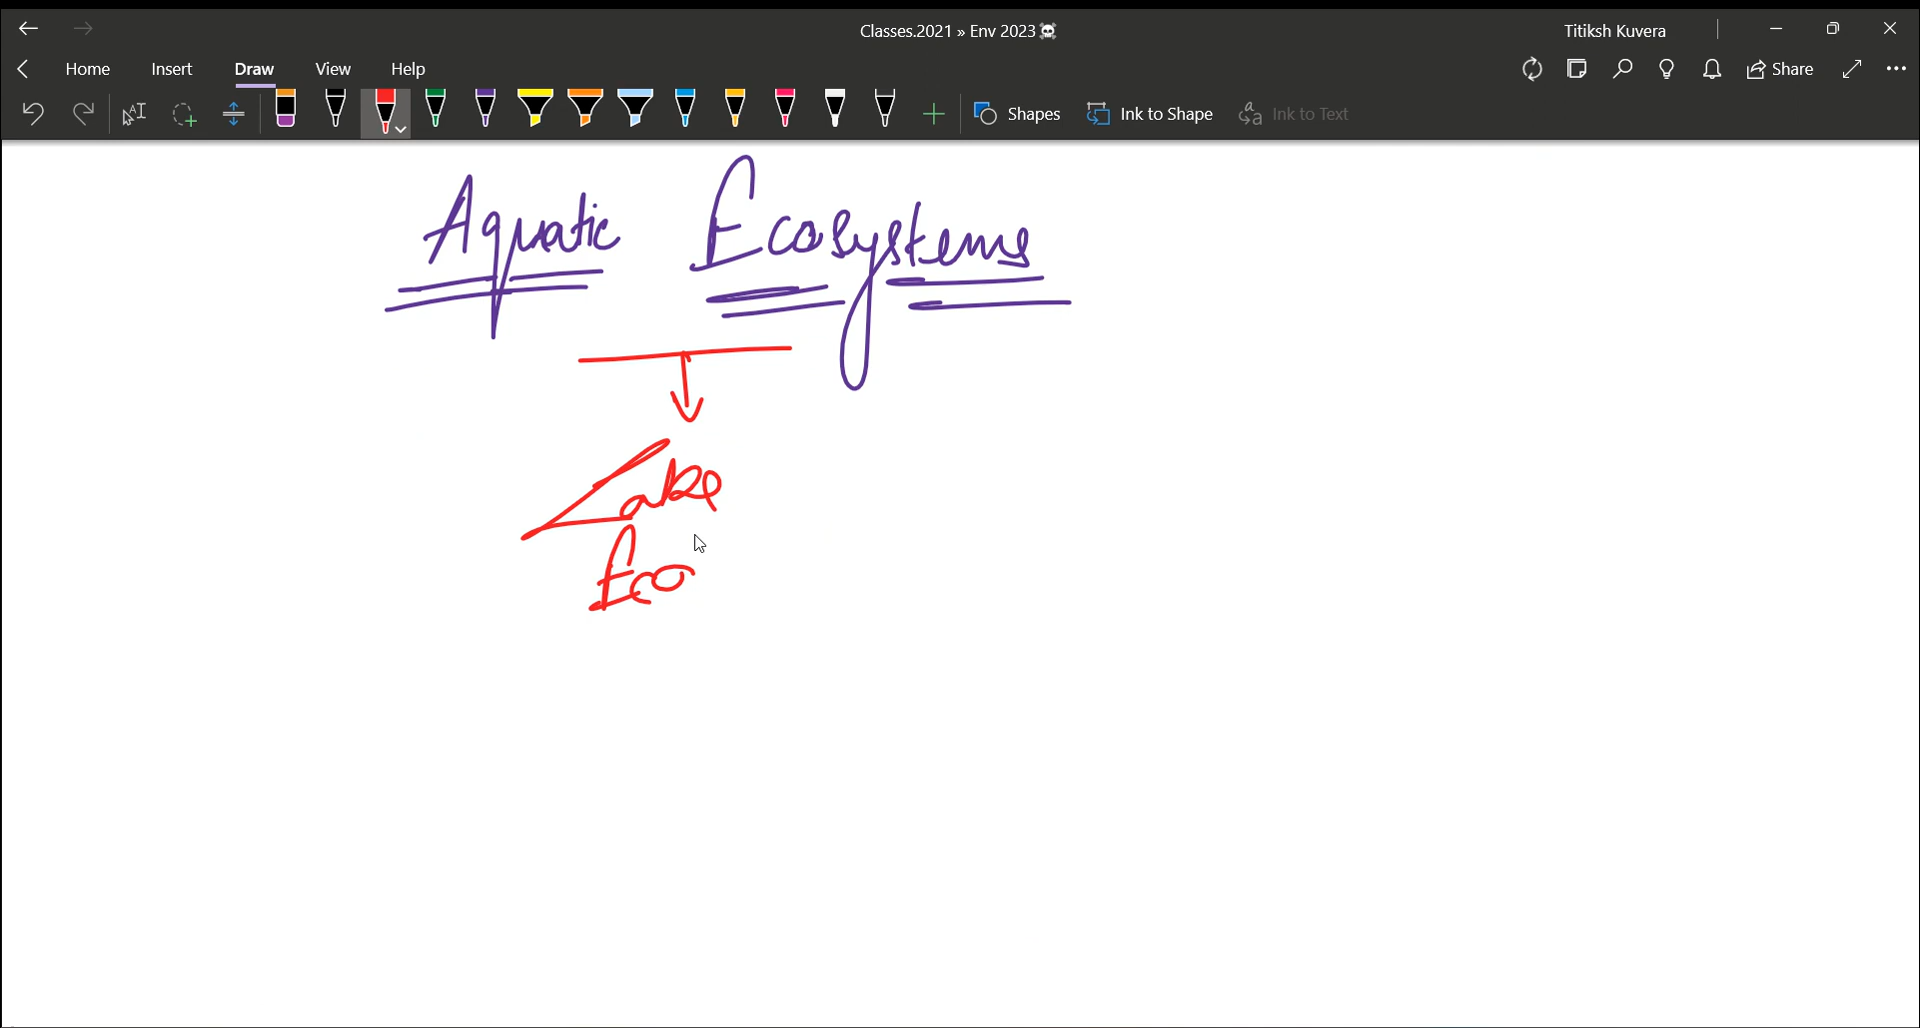 Classes.2021 » Env 2023☠
Titiksh Kuvera
Home Insert Draw View Help
Share
Shapes Ink to Shape Ink to Text
Aquatic Ecosystems
Lake
Eco